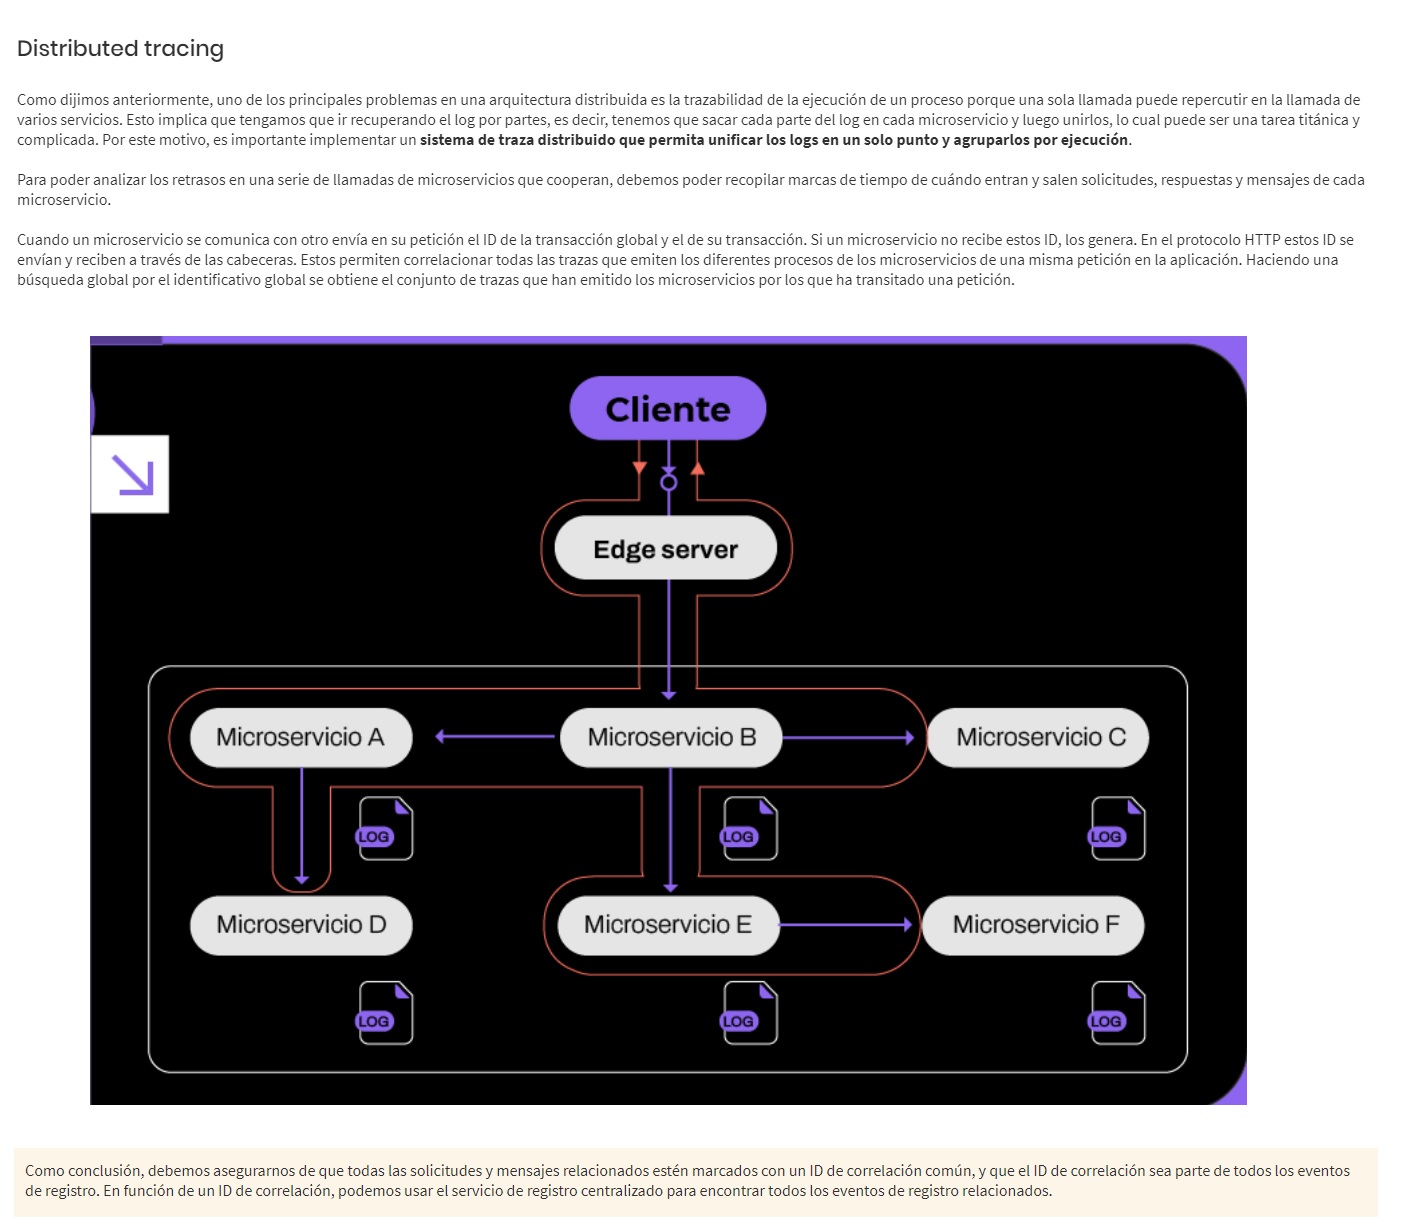 Distributed tracing
Como dijimos anteriormente, uno de los principales problemas en una arquitectura distribuida es la trazabilidad de la ejecución de un proceso porque una sola llamada puede repercutir en la llamada de
varios servicios. Esto implica que tengamos que ir recuperando el log por partes, es decir, tenemos que sacar cada parte del log en cada microservicio y luego unirlos, lo cual puede ser una tarea titánica y
complicada. Por este motivo, es importante implementar un sistema de traza distribuido que permita unificar los logs en un solo punto y agruparlos por ejecución.
Para poder analizar los retrasos en una serie de llamadas de microservicios que cooperan, debemos poder recopilar marcas de tiempo de cuándo entran y salen solicitudes, respuestas y mensajes de cada
microservicio.
Cuando un microservicio se comunica con otro envía en su petición el ID de la transacción global y el de su transacción. Si un microservicio no recibe estos ID, los genera. En el protocolo HTTP estos ID se
envían y reciben a través de las cabeceras. Estos permiten correlacionar todas las trazas que emiten los diferentes procesos de los microservicios de una misma petición en la aplicación. Haciendo una
búsqueda global por el identificativo global se obtiene el conjunto de trazas que han emitido los microservicios por los que ha transitado una petición.
Cliente
Edge server
Microservicio A
Microservicio B
Microservicio C
LOG
LOG
LOG
Microservicio D
Microservicio E
Microservicio F
LOG
LOG
LOG
Como conclusión, debemos asegurarnos de que todas las solicitudes y mensajes relacionados estén marcados con un ID de correlación común, y que el ID de correlación sea parte de todos los eventos
de registro. En función de un ID de correlación, podemos usar el servicio de registro centralizado para encontrar todos los eventos de registro relacionados.